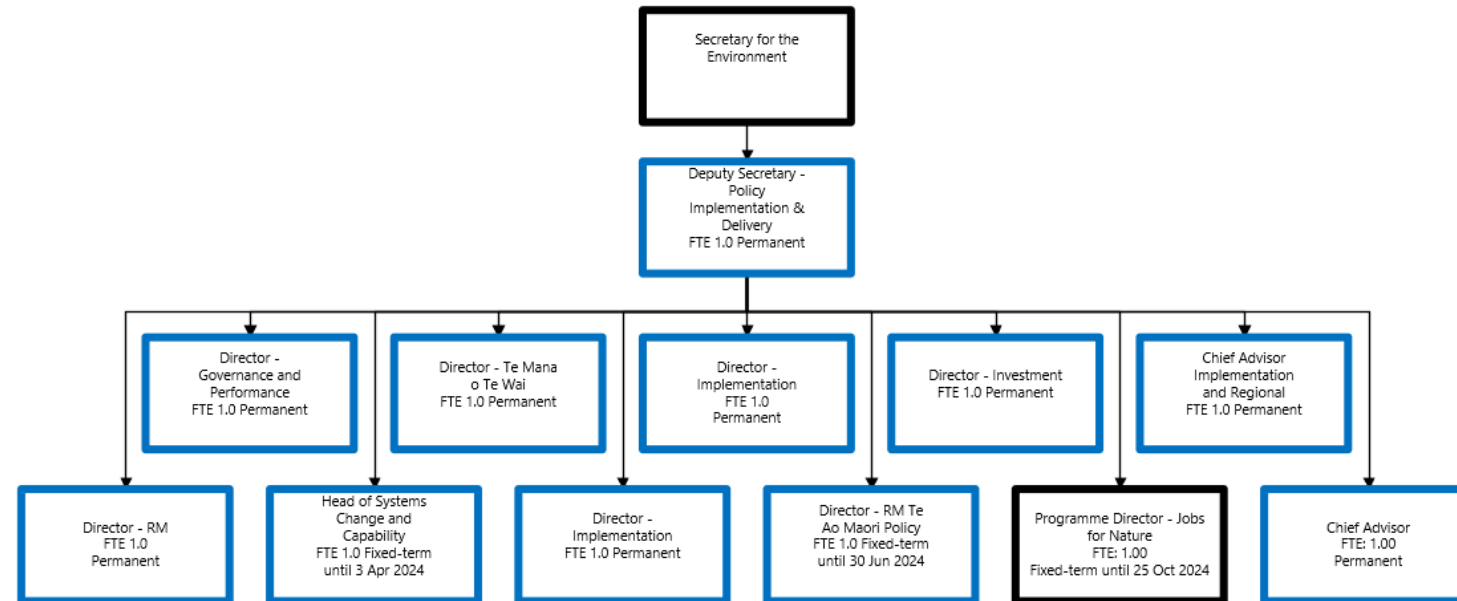 Secretary for the
Environment
Deputy Secretary -
Policy
Implementation &
Delivery
FTE 1.0 Permanent
Director -
Governance and
Performance
FTE 1.0 Permanent
Director - Te Mana
o Te Wai
FTE 1.0 Permanent
Director -
Implementation
FTE 1.0
Permanent
Director - Investment
FTE 1.0 Permanent
Chief Advisor
Implementation
and Regional
FTE 1.0 Permanent
Director - RM
FTE 1.0
Permanent
Head of Systems
Change and
Capability
FTE 1.0 Fixed-term
until 3 Apr 2024
Director -
Implementation
FTE 1.0 Permanent
Director - RM Te
Ao Maori Policy
FTE 1.0 Fixed-term
until 30 Jun 2024
Programme Director - Jobs
for Nature
FTE: 1.00
Fixed-term until 25 Oct 2024
Chief Advisor
FTE: 1.00
Permanent